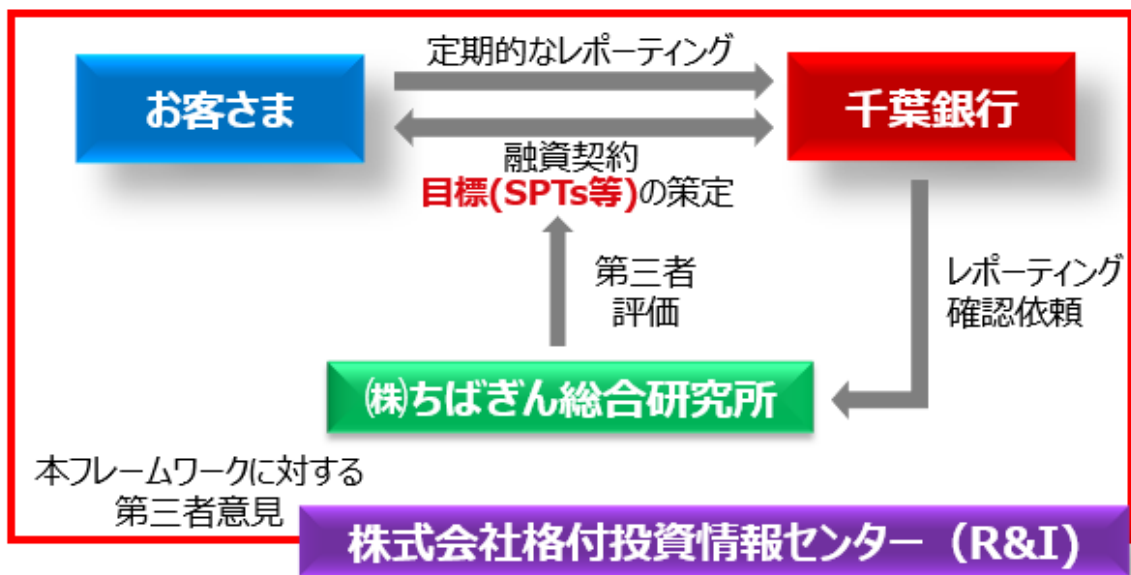 定期的なレポーティング
お客さま
千葉銀行
融資契約
目標(SPTs等)の策定
第三者
評価
レポーティング
確認依頼
㈱ちばぎん総合研究所
本フレームワークに対する
第三者意見
株式会社格付投資情報センター（R&I）